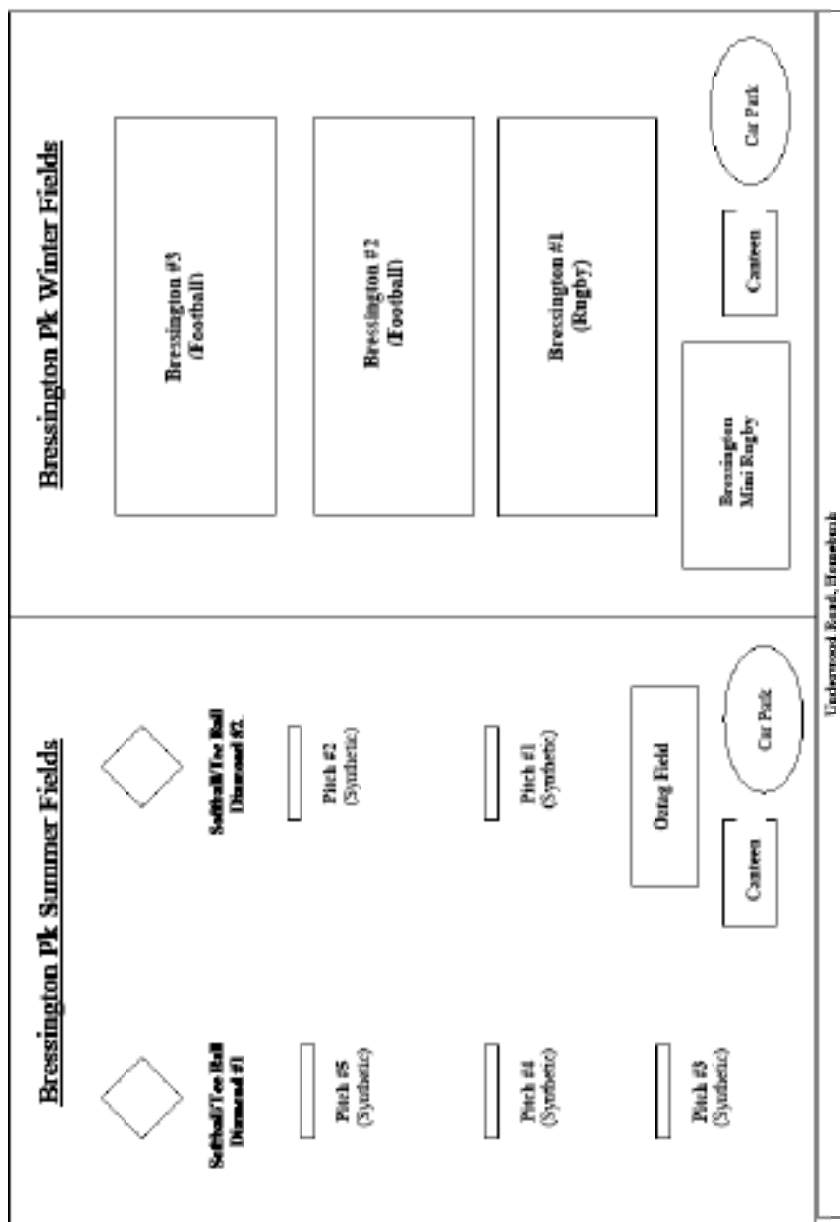 Bressington Pk Summer Fields
Softball/Tee Ball
Diamond #1
Softball/Tee Ball
Diamond #2
Pitch #5
(Synthetic)
Pitch #2
(Synthetic)
Pitch #4
(Synthetic)
Pitch #1
(Synthetic)
Pitch #3
(Synthetic)
Oztag Field
Canteen
Car Park
Bressington Pk Winter Fields
Bressington #3
(Football)
Bressington #2
(Football)
Bressington #1
(Rugby)
Bressington
Mini Rugby
Canteen
Car Park
Underwood Road, Homebush